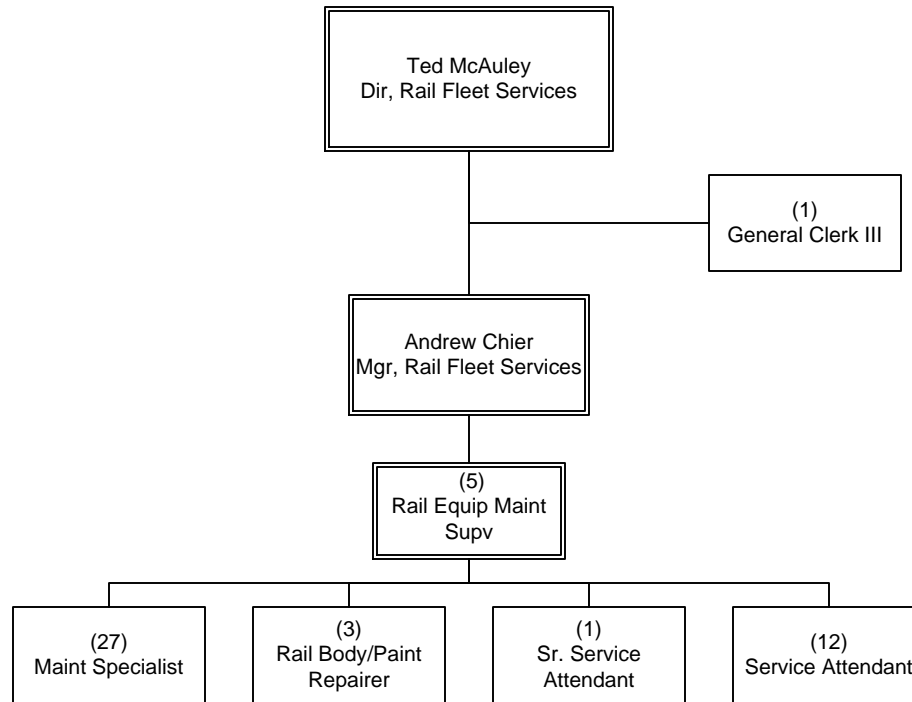 Ted McAuley
Dir, Rail Fleet Services
(1)
General Clerk III
Andrew Chier
Mgr, Rail Fleet Services
(5)
Rail Equip Maint
Supv
(27)
Maint Specialist
(3)
Rail Body/Paint
Repairer
(1)
Sr. Service
Attendant
(12)
Service Attendant